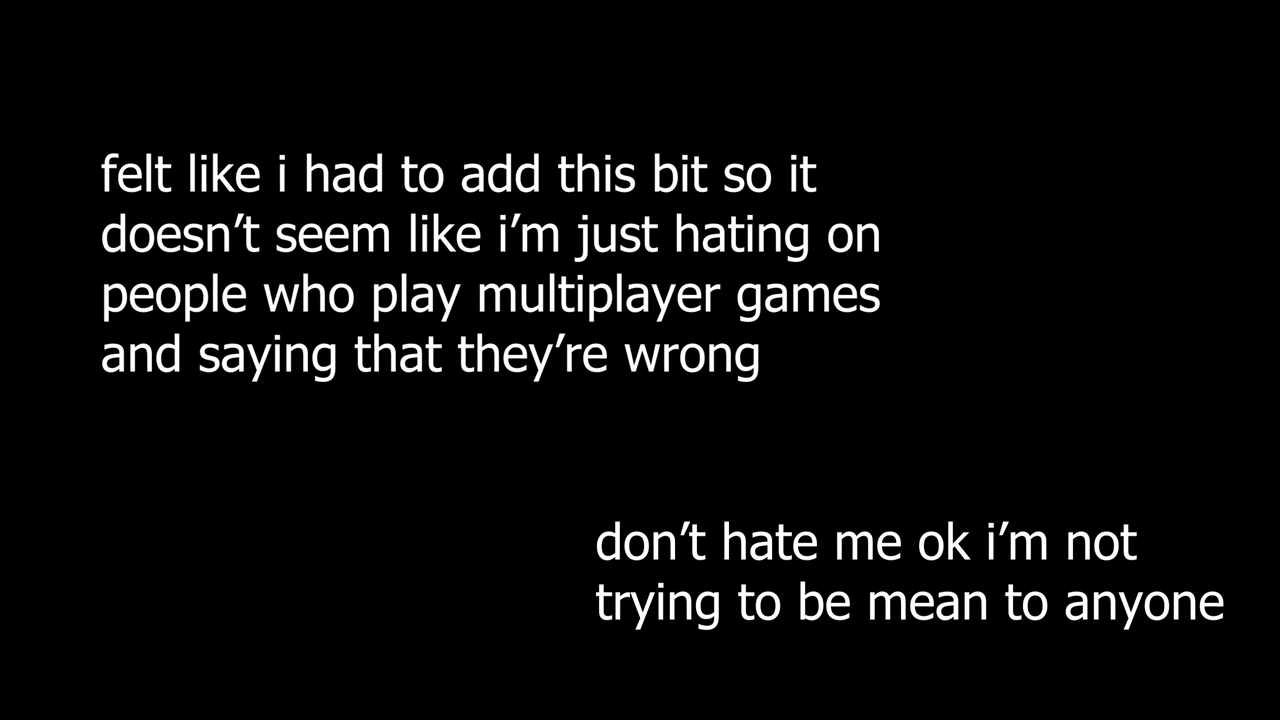 felt like i had to add this bit so it
doesn’t seem like i’m just hating on
people who play multiplayer games
and saying that they’re wrong
don’t hate me ok i’m not
trying to be mean to anyone